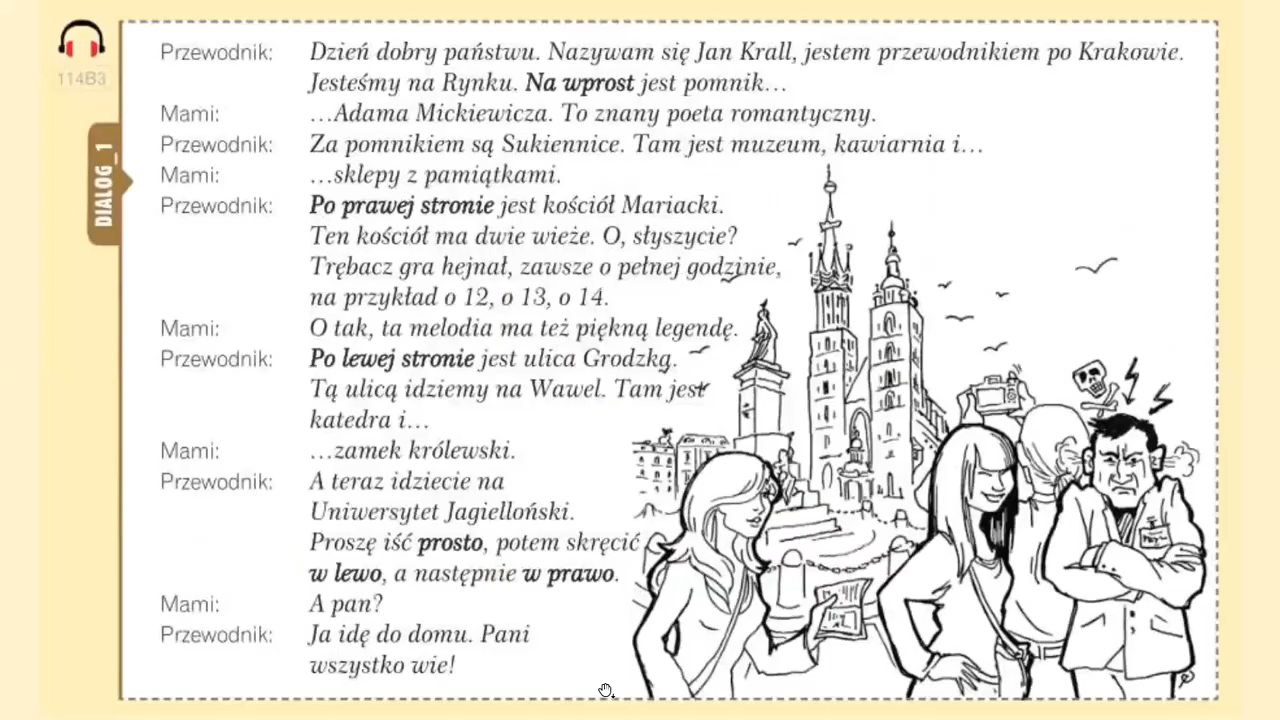 114B3
DIALOG_1
Przewodnik: Dzień dobry państwu. Nazywam się Jan Krall, jestem przewodnikiem po Krakowie.
Jesteśmy na Rynku. Na wprost jest pomnik…
Mami: …Adama Mickiewicza. To znany poeta romantyczny.
Przewodnik: Za pomnikiem są Sukiennice. Tam jest muzeum, kawiarnia i…
Mami: …sklepy z pamiątkami.
Przewodnik: Po prawej stronie jest kościół Mariacki.
Ten kościół ma dwie wieże. O, słyszycie?
Trębacz gra hejnał, zawsze o pełnej godzinie,
na przykład o 12, o 13, o 14.
Mami: O tak, ta melodia ma też piękną legendę.
Przewodnik: Po lewej stronie jest ulica Grodzką.
Tą ulicą idziemy na Wawel. Tam jest
katedra i…
Mami: …zamek królewski.
Przewodnik: A teraz idziecie na
Uniwersytet Jagielloński.
Proszę iść prosto, potem skręcić
w lewo, a następnie w prawo.
Mami: A pan?
Przewodnik: Ja idę do domu. Pani
wszystko wie!